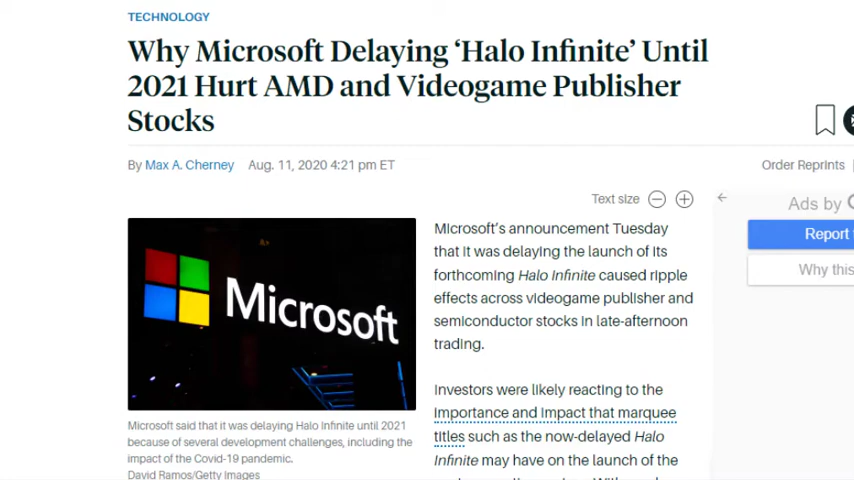 TECHNOLOGY
Why Microsoft Delaying ‘Halo Infinite’ Until
2021 Hurt AMD and Videogame Publisher
Stocks
By Max A. Cherney Aug. 11, 2020 4:21 pm ET
Order Reprints
Text size
Ads by
Report
Why this
Microsoft
Microsoft said that it was delaying Halo Infinite until 2021
because of several development challenges, including the
impact of the Covid-19 pandemic.
David Ramos/Getty Images
Microsoft’s announcement Tuesday
that it was delaying the launch of its
forthcoming Halo Infinite caused ripple
effects across videogame publisher and
semiconductor stocks in late-afternoon
trading.
Investors were likely reacting to the
importance and impact that marquee
titles such as the now-delayed Halo
Infinite may have on the launch of the